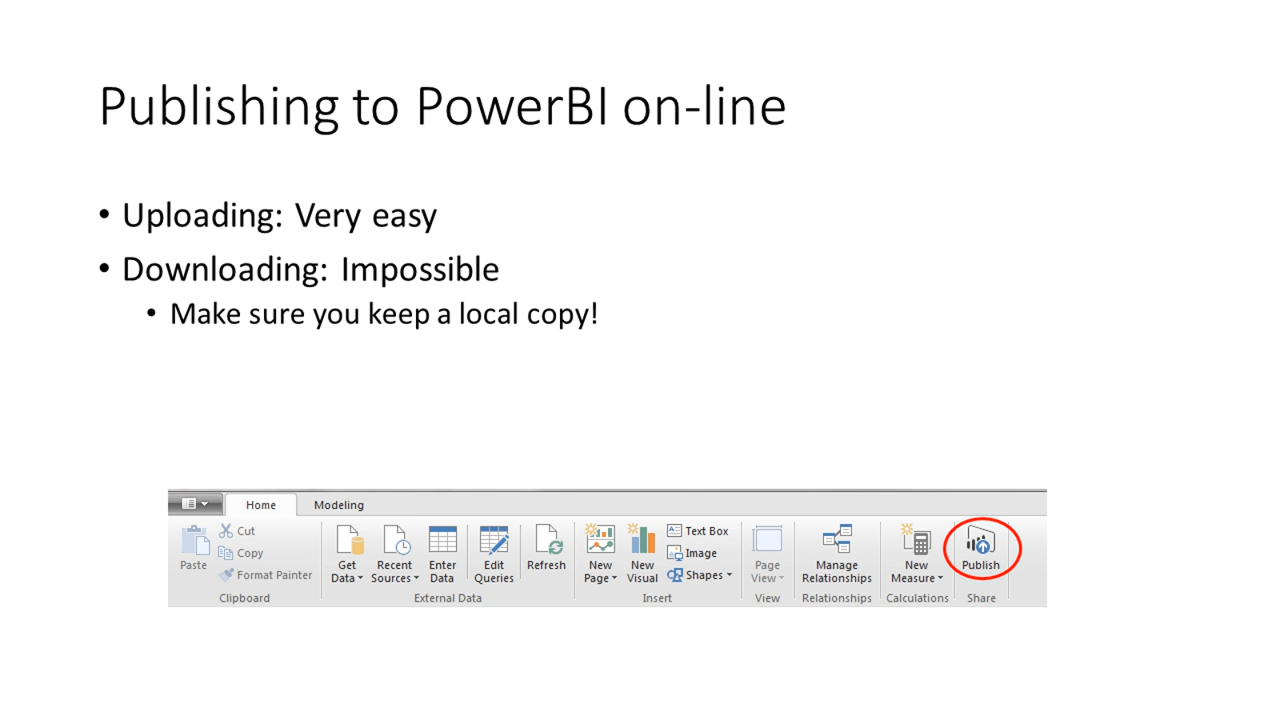 Publishing to PowerBI on-line
• Uploading: Very easy
• Downloading: Impossible
• Make sure you keep a local copy!
Home Modeling
Paste
Cut
Copy
Format Painter
Clipboard
Get
Data
Recent
Sources
Enter
Data
Edit
Queries
Refresh
External Data
New
Page
New
Visual
Text Box
Image
Shapes
Insert
Page
View
View
Manage
Relationships
Relationships
New
Measure
Calculations
Publish
Share